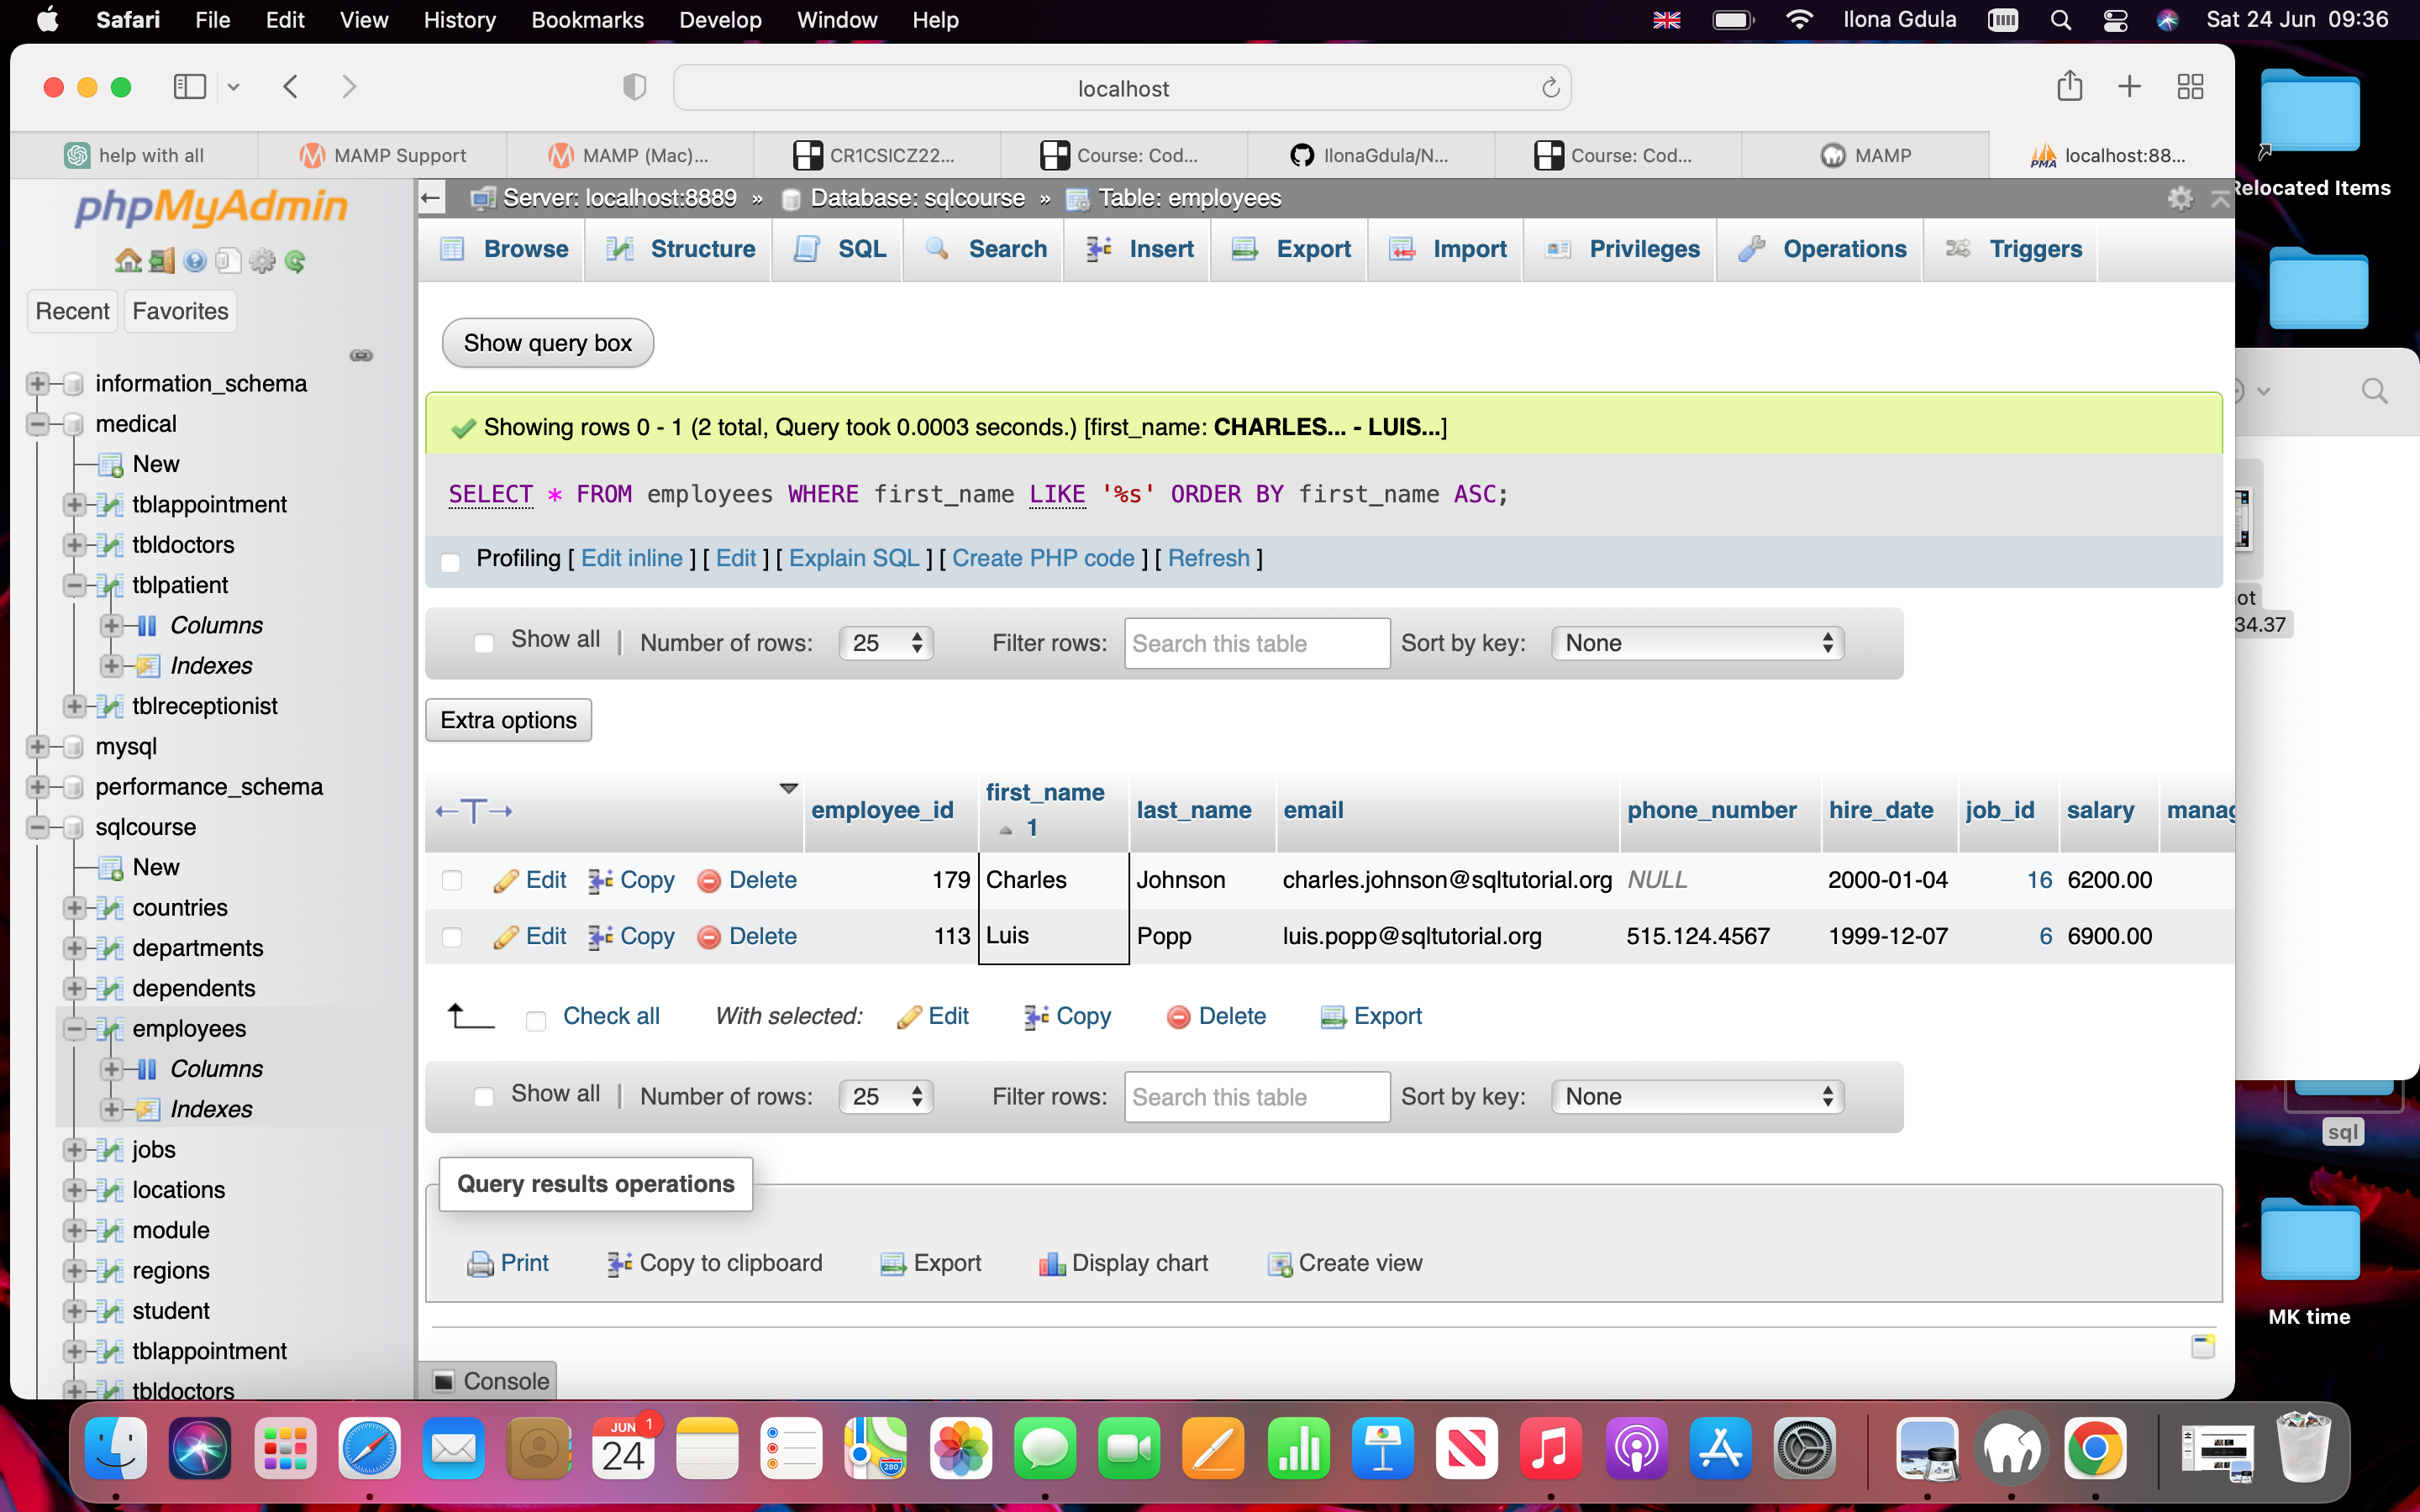 Safari File Edit View History Bookmarks Develop Window Help Ilona Gdula Sat 24 Jun 09:36
localhost
help with all MAMP Support MAMP (Mac)... CR1CSICZ22... Course: Cod... IlonaGdula/N... Course: Cod... MAMP PMA localhost:88...
phpMyAdmin
Recent Favorites
information_schema
medical
New
tblappointment
tbldoctors
tblpatient
Columns
Indexes
tblreceptionist
mysql
performance_schema
sqlcourse
New
countries
departments
dependents
employees
Columns
Indexes
jobs
locations
module
regions
student
tblappointment
tbldoctors
Server: localhost:8889 » Database: sqlcourse » Table: employees
Browse Structure SQL Search Insert Export Import Privileges Operations Triggers
Show query box
Showing rows 0 - 1 (2 total, Query took 0.0003 seconds.) [first_name: CHARLES... - LUIS...]
SELECT * FROM employees WHERE first_name LIKE '%s' ORDER BY first_name ASC;
Profiling [ Edit inline ] [ Edit ] [ Explain SQL ] [ Create PHP code ] [ Refresh ]
Show all | Number of rows: 25 Filter rows: Search this table Sort by key: None
Extra options
←T→ employee_id first_name 1 last_name email phone_number hire_date job_id salary manag
Edit Copy Delete 179 Charles Johnson charles.johnson@sqltutorial.org NULL 2000-01-04 16 6200.00
Edit Copy Delete 113 Luis Popp luis.popp@sqltutorial.org 515.124.4567 1999-12-07 6 6900.00
Check all With selected: Edit Copy Delete Export
Show all | Number of rows: 25 Filter rows: Search this table Sort by key: None
Query results operations
Print Copy to clipboard Export Display chart Create view
Console
Relocated Items
ot
34.37
sql
MK time
JUN 1
24
280